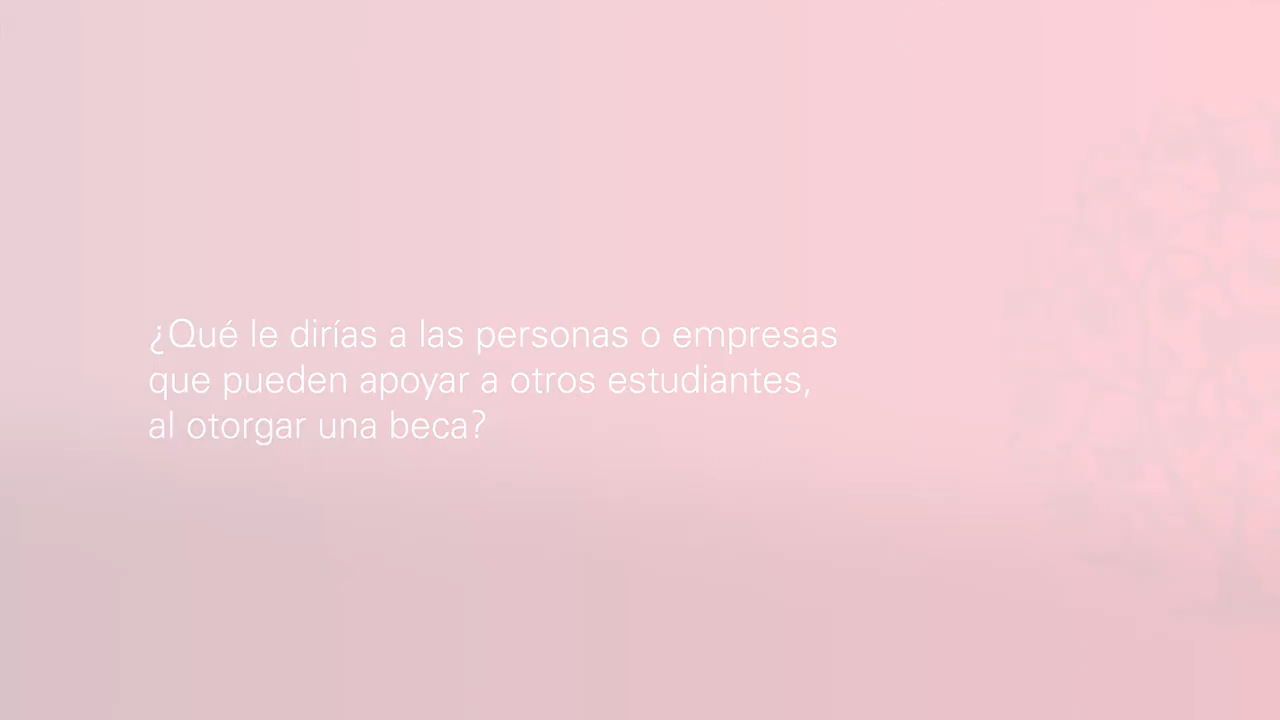 ¿Qué le dirías a las personas o empresas
que pueden apoyar a otros estudiantes,
al otorgar una beca?